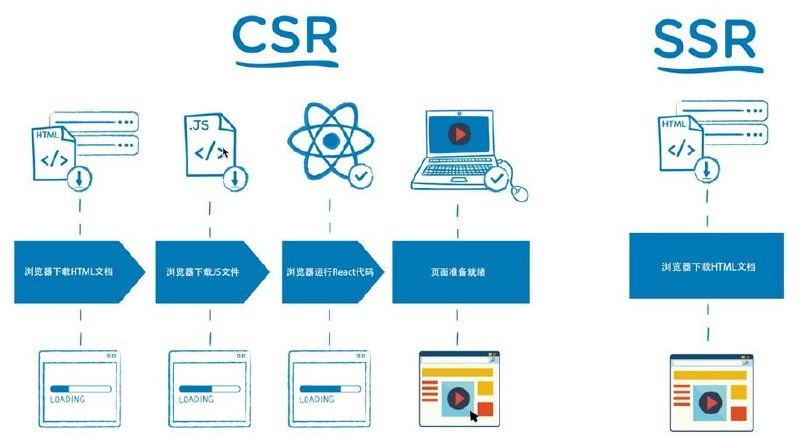 CSR
SSR
HTML
.JS
HTML
浏览器下载HTML文档
浏览器下载JS文件
浏览器运行React代码
页面准备就绪
浏览器下载HTML文档
LOADING
LOADING
LOADING